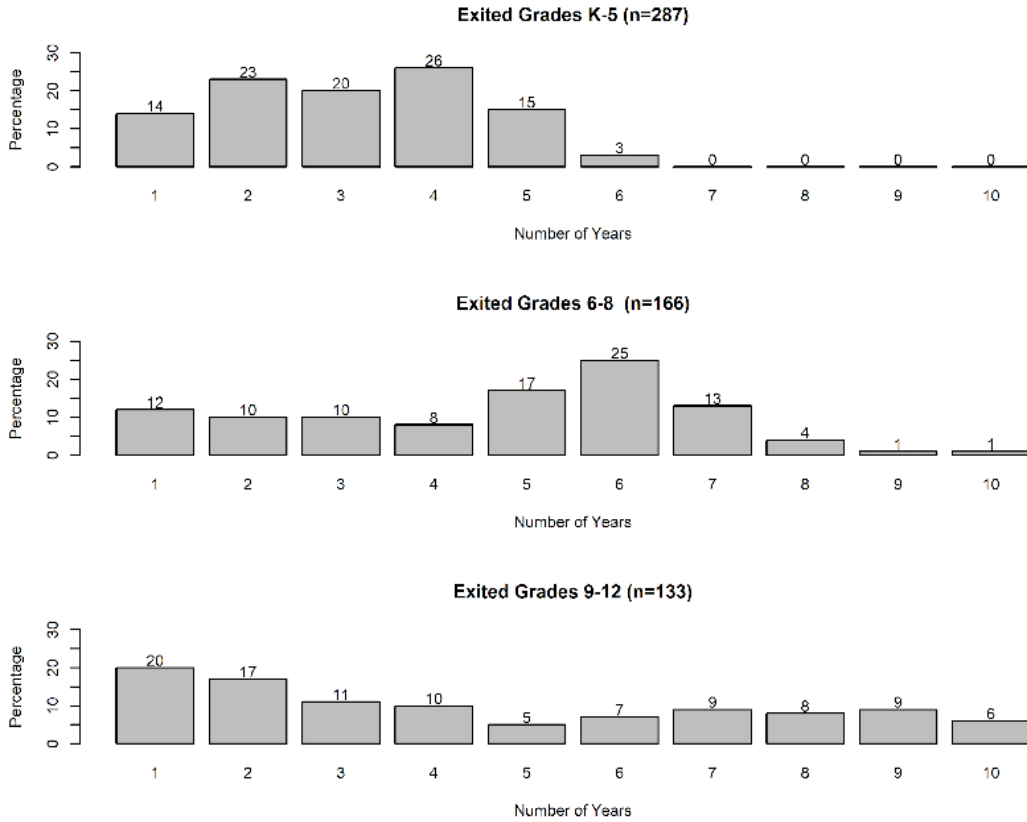 Exited Grades K-5 (n=287)
Percentage
0 10 20 30
14 23 20 26 15 3 0 0 0 0
1 2 3 4 5 6 7 8 9 10
Number of Years
Exited Grades 6-8 (n=166)
Percentage
0 10 20 30
12 10 10 8 17 25 13 4 1 1
1 2 3 4 5 6 7 8 9 10
Number of Years
Exited Grades 9-12 (n=133)
Percentage
0 10 20 30
20 17 11 10 5 7 9 8 9 6
1 2 3 4 5 6 7 8 9 10
Number of Years